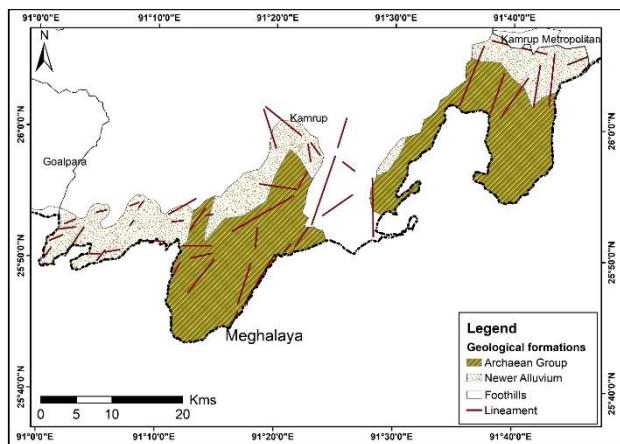 91°0'0"E 91°10'0"E 91°20'0"E 91°30'0"E 91°40'0"E
N
Kamrup Metropolitan
26°0'0"N
Kamrup
26°0'0"N
Goalpara
25°50'0"N
25°50'0"N
Meghalaya
Legend
Geological formations
Archaean Group
Newer Alluvium
Foothills
Lineament
25°40'0"N
25°40'0"N
Kms
0 5 10 20
91°0'0"E 91°10'0"E 91°20'0"E 91°30'0"E 91°40'0"E